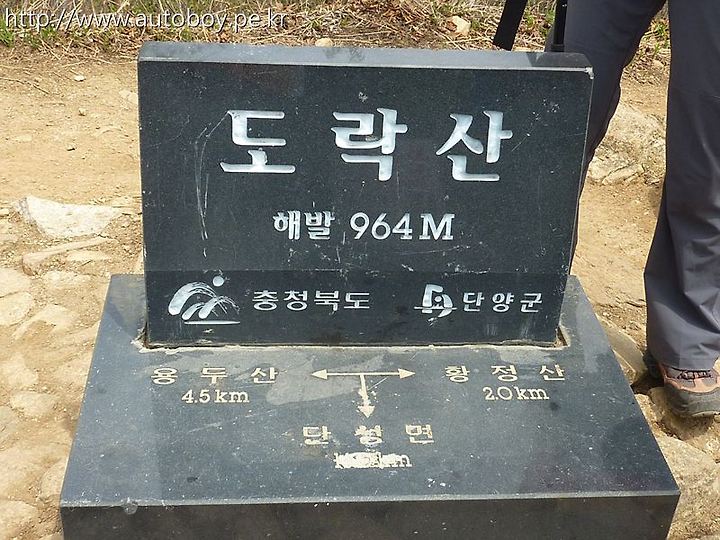 http://www.autoboy.pe.kr
도락산
해발 964M
충청북도 단양군
용두산 황정산
4.5km 2.0km
단성면